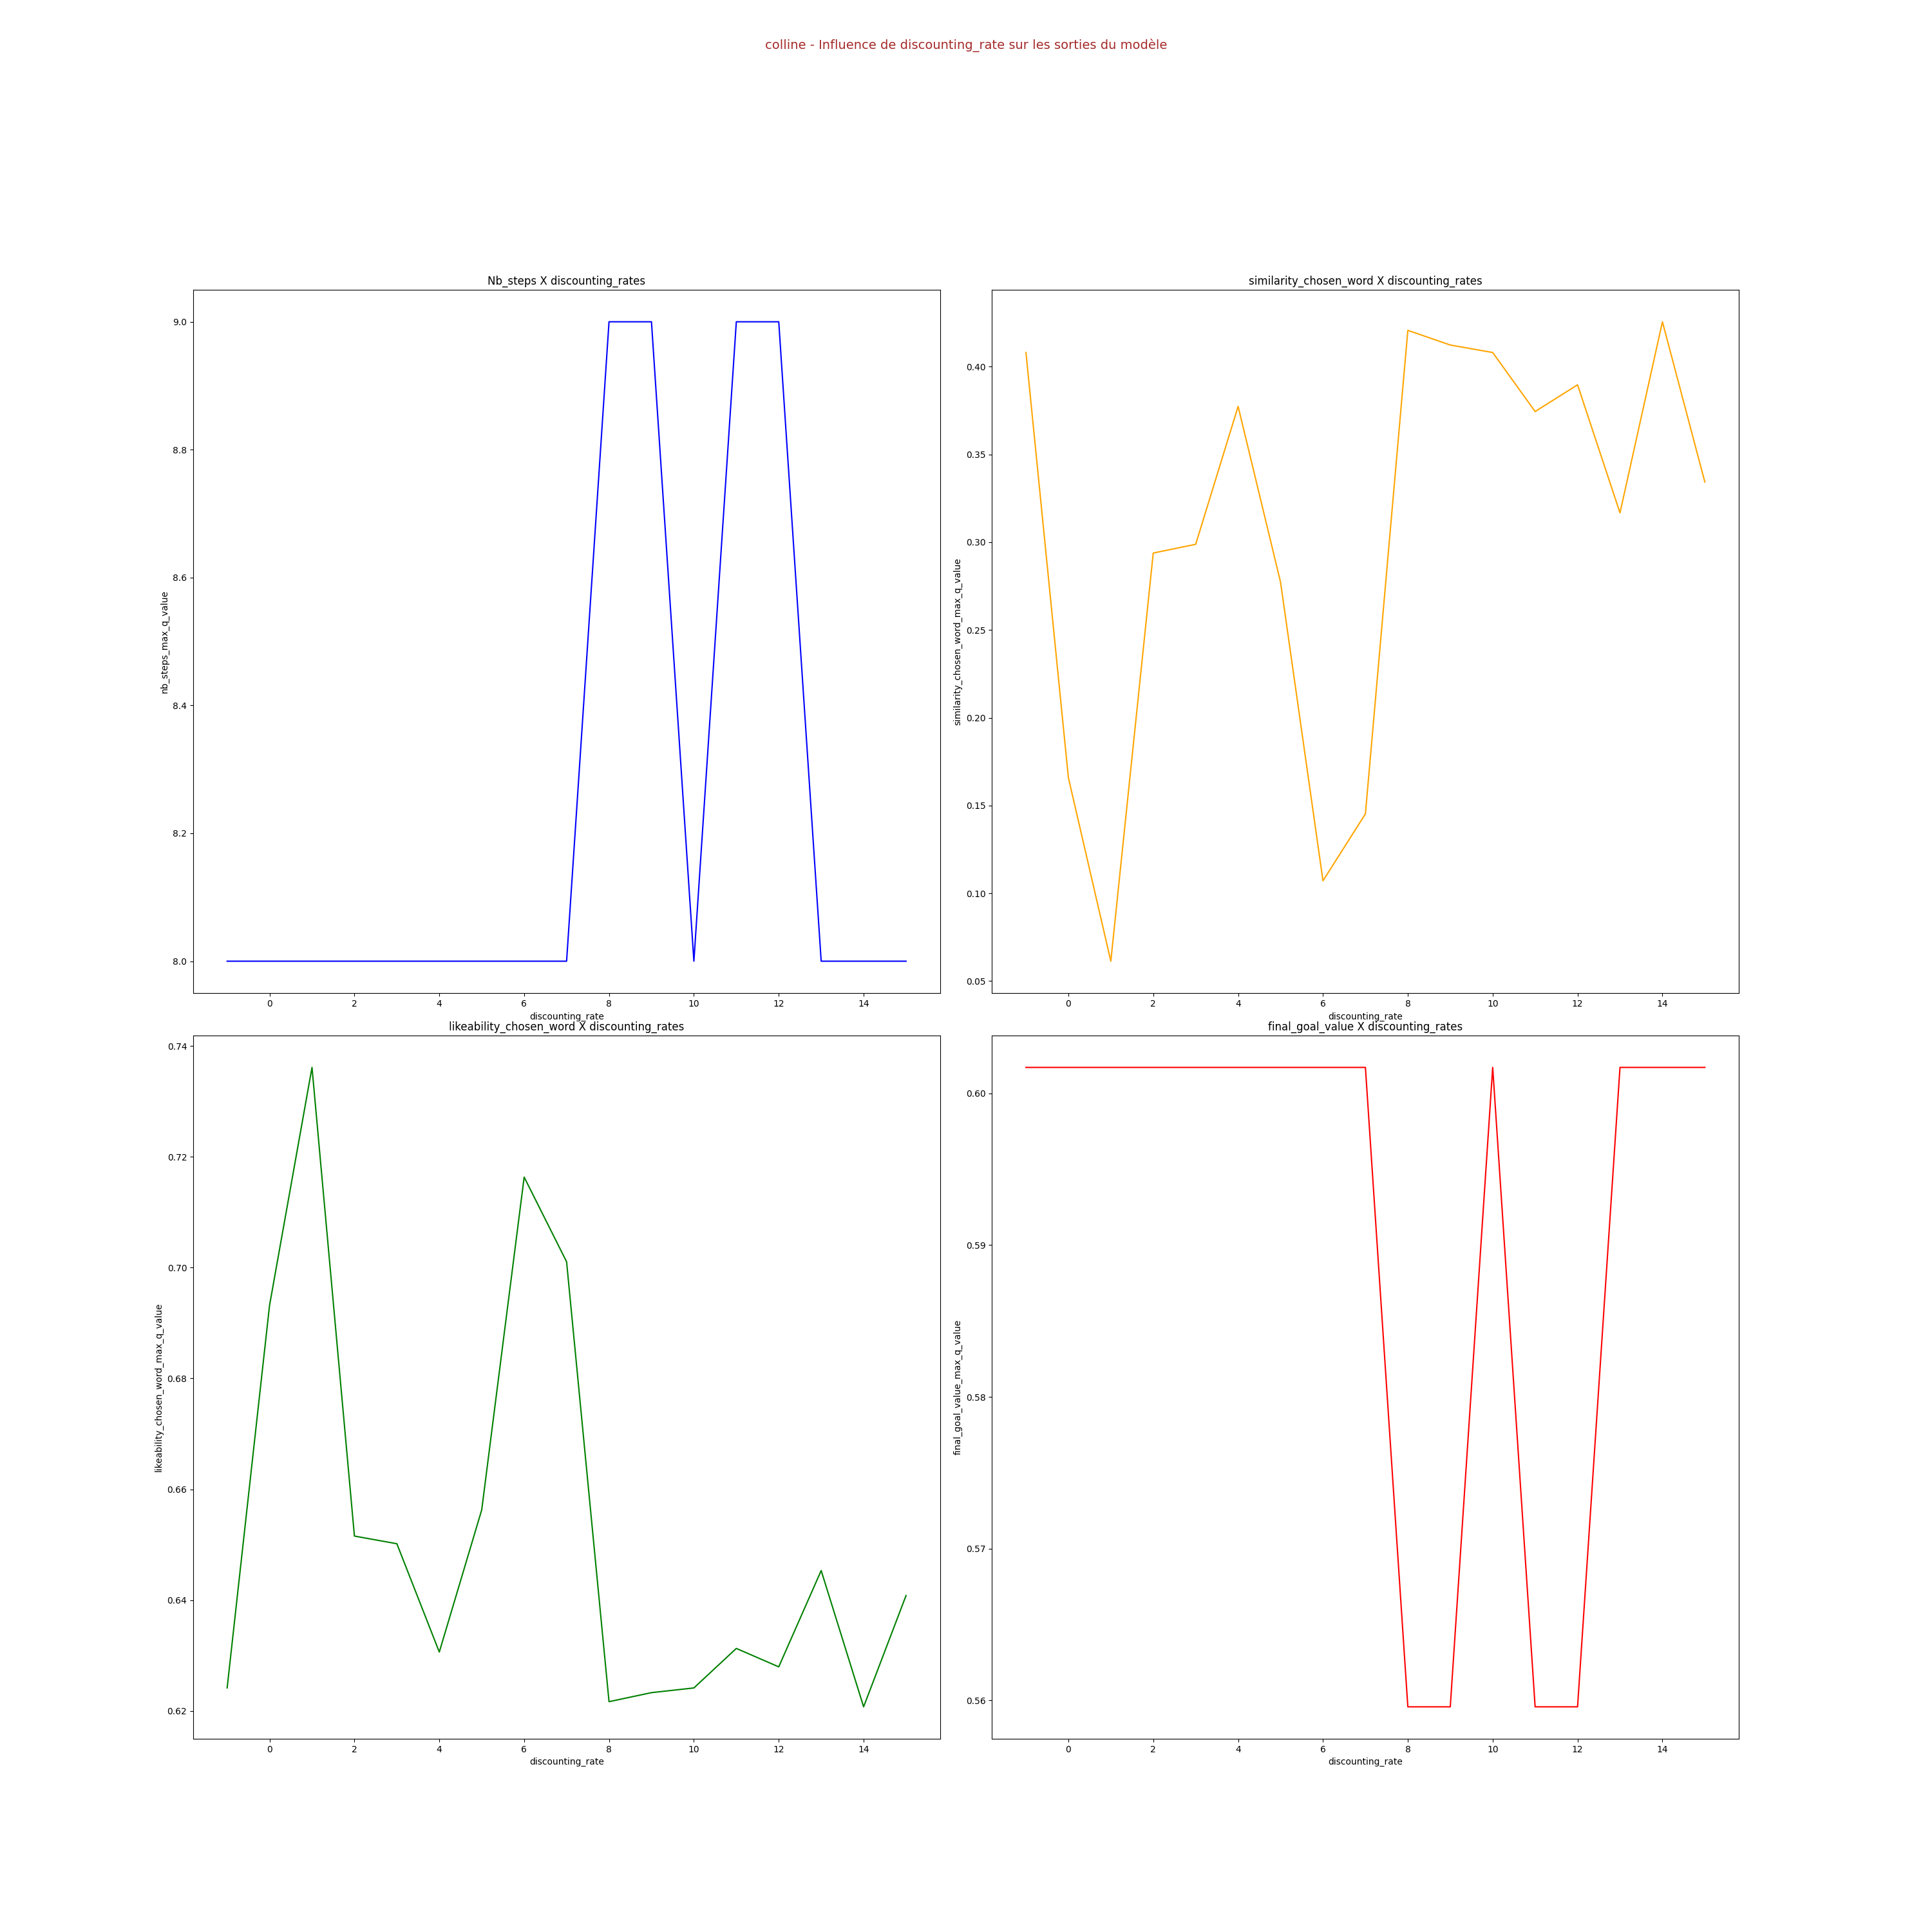 colline - Influence de discounting_rate sur les sorties du modèle
Nb_steps X discounting_rates
nb_steps_max_q_value
9.0
8.8
8.6
8.4
8.2
8.0
0 2 4 6 8 10 12 14
discounting_rate
similarity_chosen_word X discounting_rates
similarity_chosen_word_max_q_value
0.40
0.35
0.30
0.25
0.20
0.15
0.10
0.05
0 2 4 6 8 10 12 14
discounting_rate
likeability_chosen_word X discounting_rates
likeability_chosen_word_max_q_value
0.74
0.72
0.70
0.68
0.66
0.64
0.62
0 2 4 6 8 10 12 14
discounting_rate
final_goal_value X discounting_rates
final_goal_value_max_q_value
0.60
0.59
0.58
0.57
0.56
0 2 4 6 8 10 12 14
discounting_rate